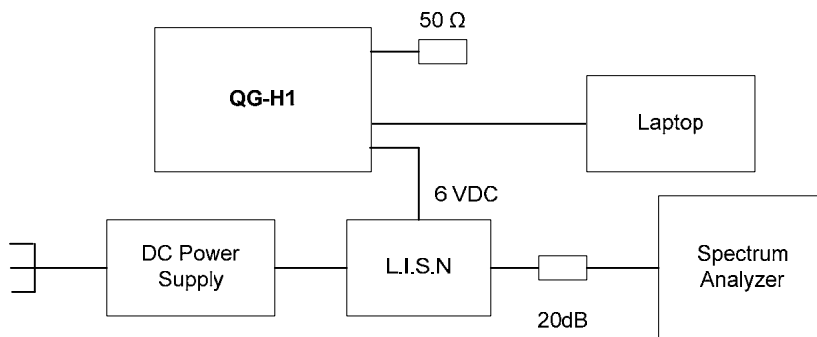 50 Ω
QG-H1
Laptop
6 VDC
DC Power
Supply
L.I.S.N
Spectrum
Analyzer
20dB